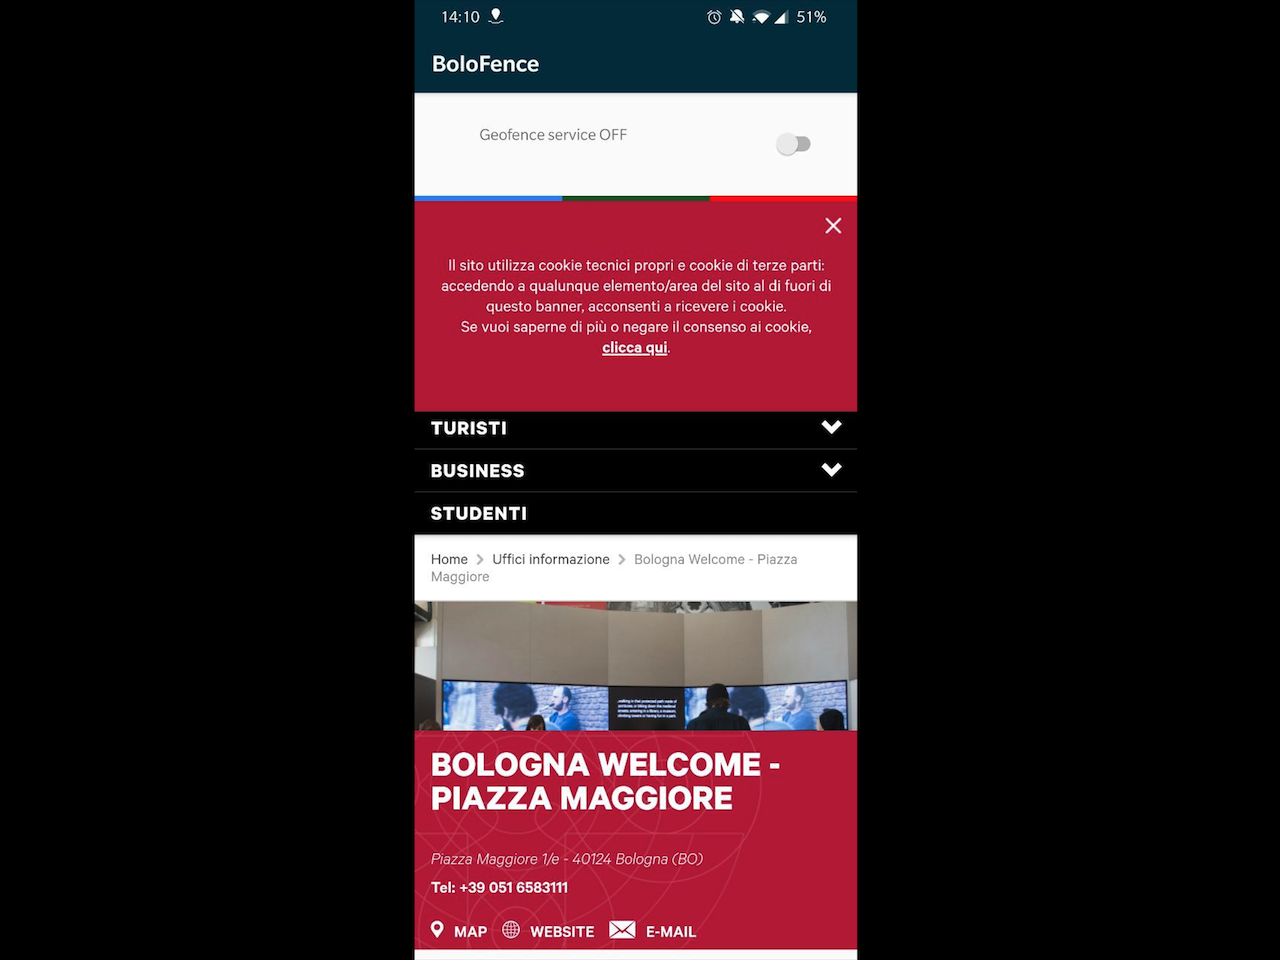 14:10
51%
BoloFence
Geofence service OFF
Il sito utilizza cookie tecnici propri e cookie di terze parti:
accedendo a qualunque elemento/area del sito al di fuori di
questo banner, acconsenti a ricevere i cookie.
Se vuoi saperne di più o negare il consenso ai cookie,
clicca qui.
TURISTI
BUSINESS
STUDENTI
Home > Uffici informazione > Bologna Welcome - Piazza
Maggiore
BOLOGNA WELCOME -
PIAZZA MAGGIORE
Piazza Maggiore 1/e - 40124 Bologna (BO)
Tel: +39 051 6583111
MAP WEBSITE E-MAIL